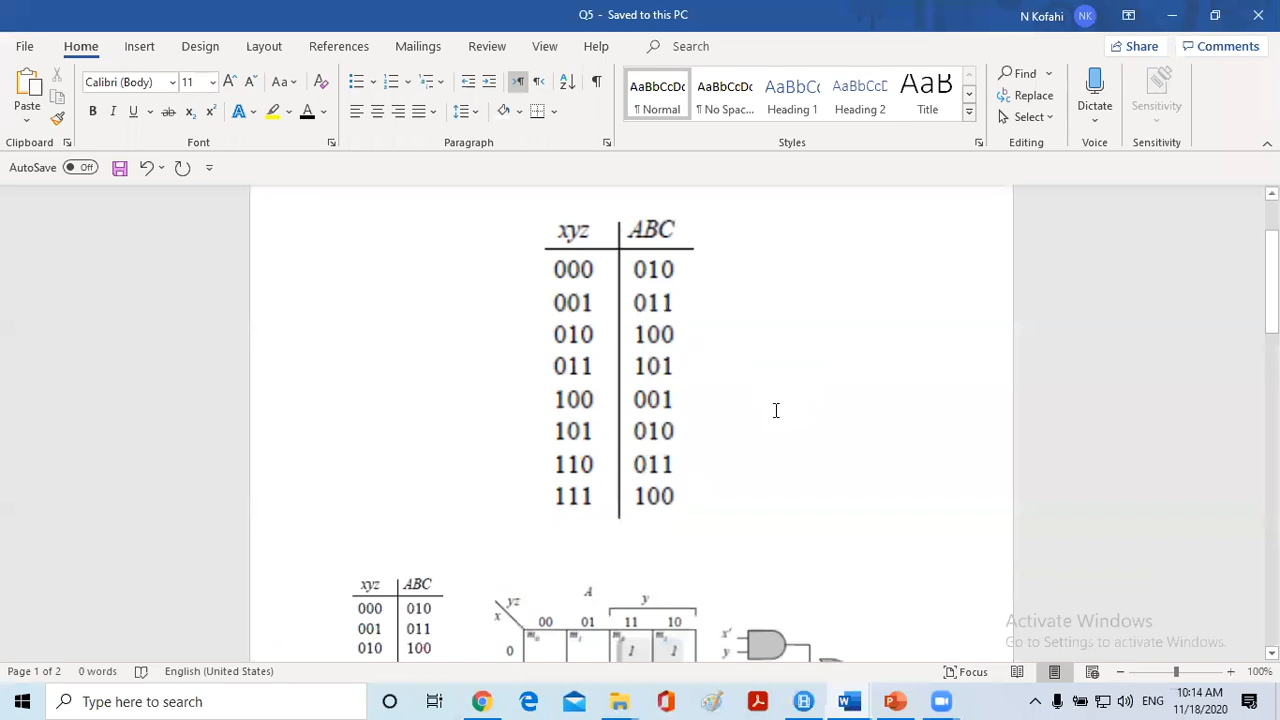 Q5 - Saved to this PC
N Kofahi NK
File Home Insert Design Layout References Mailings Review View Help Search Share Comments
Paste
Calibri (Body) 11
Clipboard Font Paragraph
AaBbCcDc AaBbCcDc AaBbCc AaBbCcD AaB
¶ Normal ¶ No Spac... Heading 1 Heading 2 Title
Styles
Find
Replace
Select
Editing
Dictate
Voice
Sensitivity
Sensitivity
AutoSave Off
xyz ABC
000 010
001 011
010 100
011 101
100 001
101 010
110 011
111 100
xyz ABC
000 010
001 011
010 100
A
yz y
x 00 01 11 10
0 1 1
x'
y
Activate Windows
Go to Settings to activate Windows.
Page 1 of 2 0 words English (United States) Focus 100%
Type here to search
ENG
10:14 AM
11/18/2020